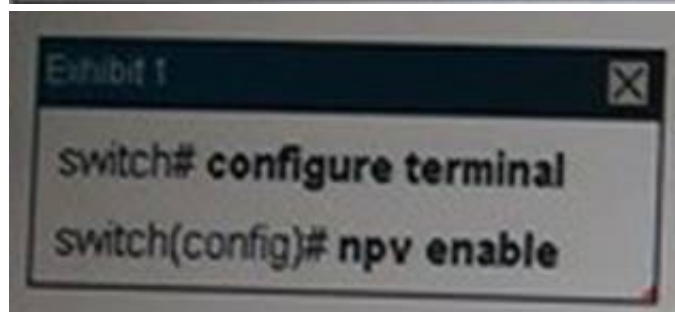 Exhibit 1
switch# configure terminal
switch(config)# npv enable